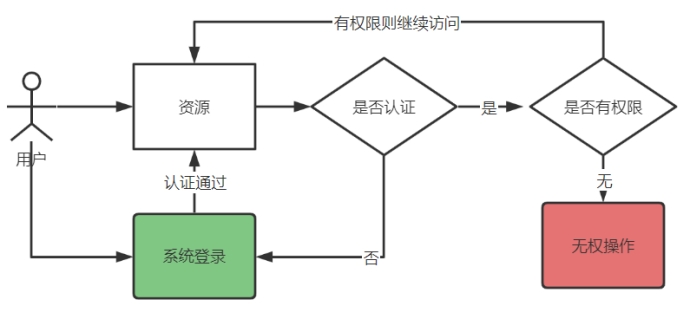 有权限则继续访问
资源
是否认证
是
是否有权限
用户
认证通过
无
系统登录
否
无权操作